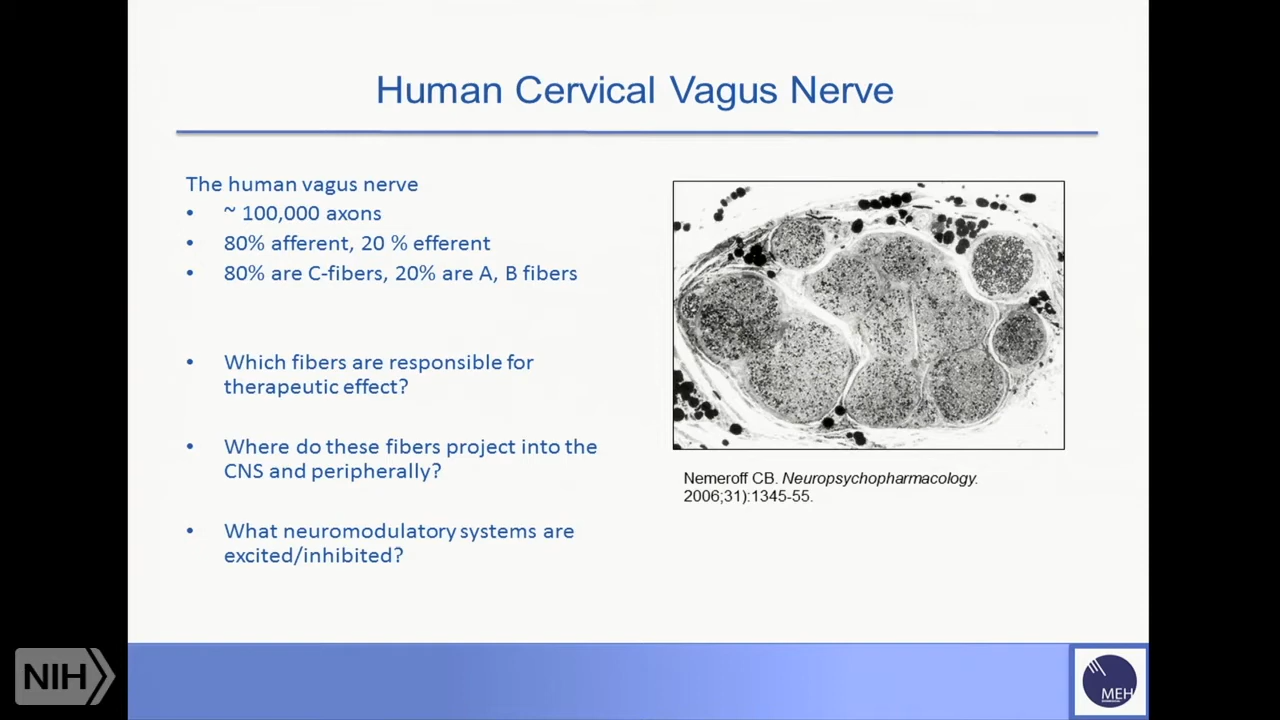 Human Cervical Vagus Nerve
The human vagus nerve
• ~ 100,000 axons
• 80% afferent, 20 % efferent
• 80% are C-fibers, 20% are A, B fibers
• Which fibers are responsible for
therapeutic effect?
• Where do these fibers project into the
CNS and peripherally?
• What neuromodulatory systems are
excited/inhibited?
Nemeroff CB. Neuropsychopharmacology.
2006;31):1345-55.
NIH
MEH